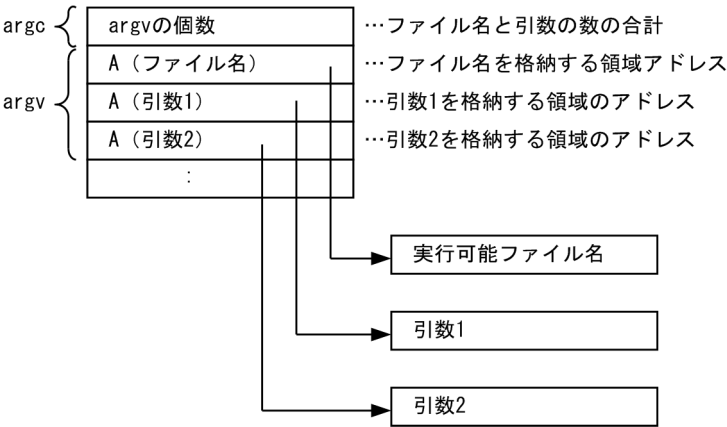 argc argvの個数 …ファイル名と引数の数の合計
A（ファイル名） …ファイル名を格納する領域アドレス
argv A（引数1） …引数1を格納する領域のアドレス
A（引数2） …引数2を格納する領域のアドレス
:
実行可能ファイル名
引数1
引数2